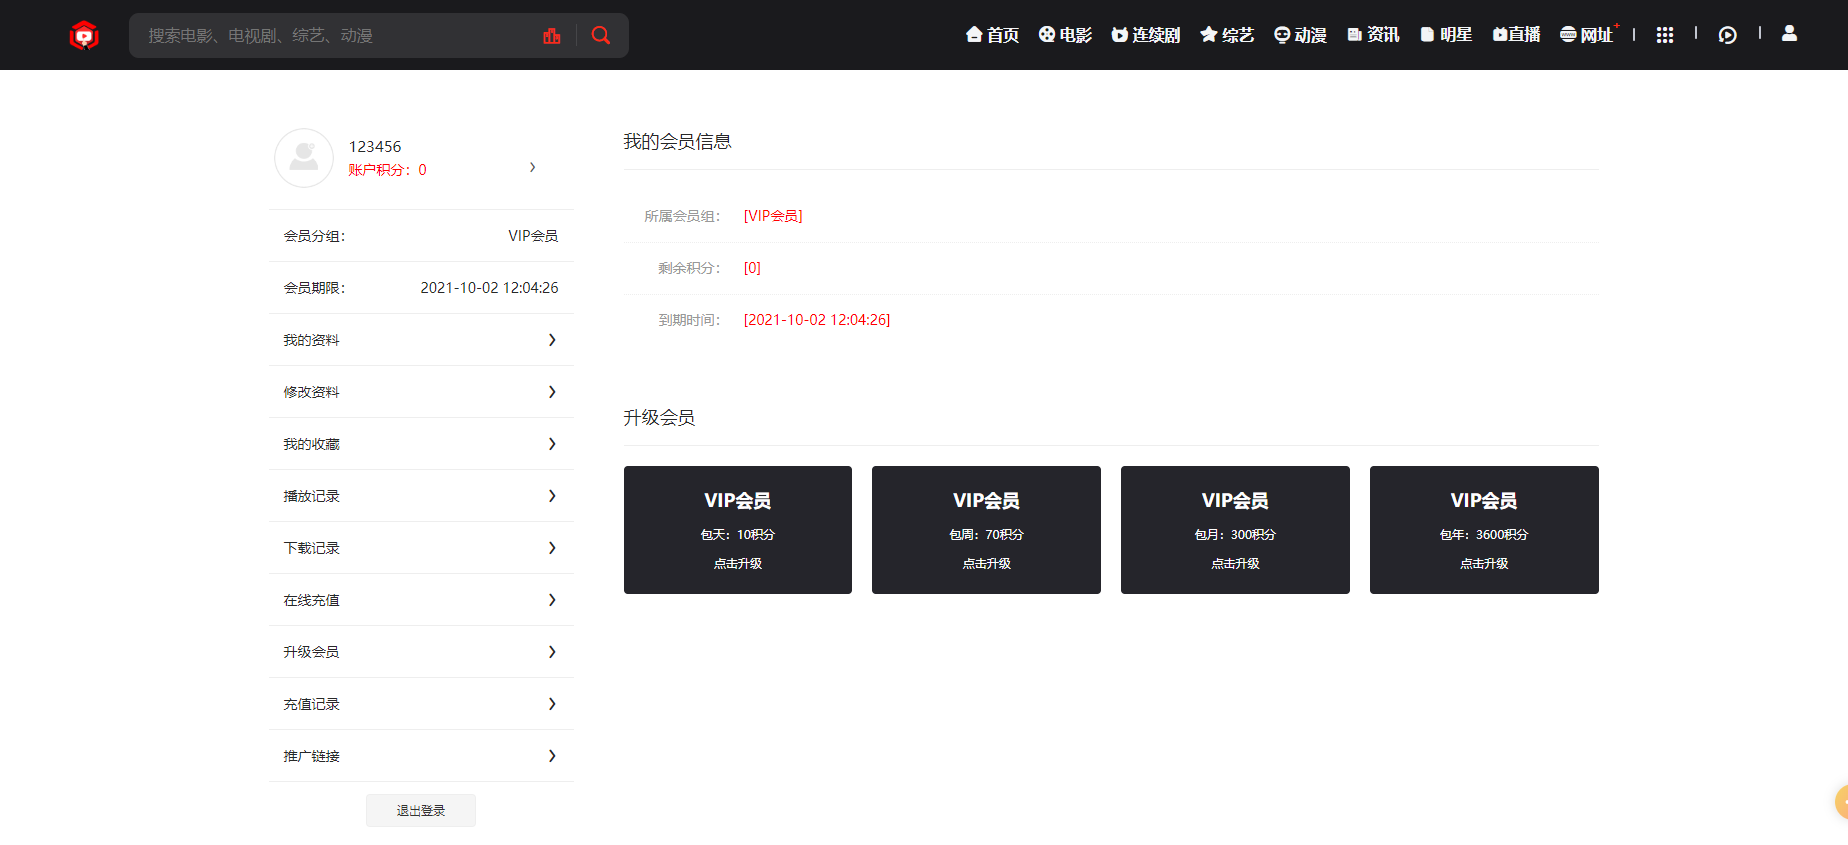 搜索电影、电视剧、综艺、动漫
首页 电影 连续剧 综艺 动漫 资讯 明星 直播 网址+
123456
账户积分：0
会员分组： VIP会员
会员期限： 2021-10-02 12:04:26
我的资料
修改资料
我的收藏
播放记录
下载记录
在线充值
升级会员
充值记录
推广链接
退出登录
我的会员信息
所属会员组： [VIP会员]
剩余积分： [0]
到期时间： [2021-10-02 12:04:26]
升级会员
VIP会员
包天：10积分
点击升级
VIP会员
包周：70积分
点击升级
VIP会员
包月：300积分
点击升级
VIP会员
包年：3600积分
点击升级